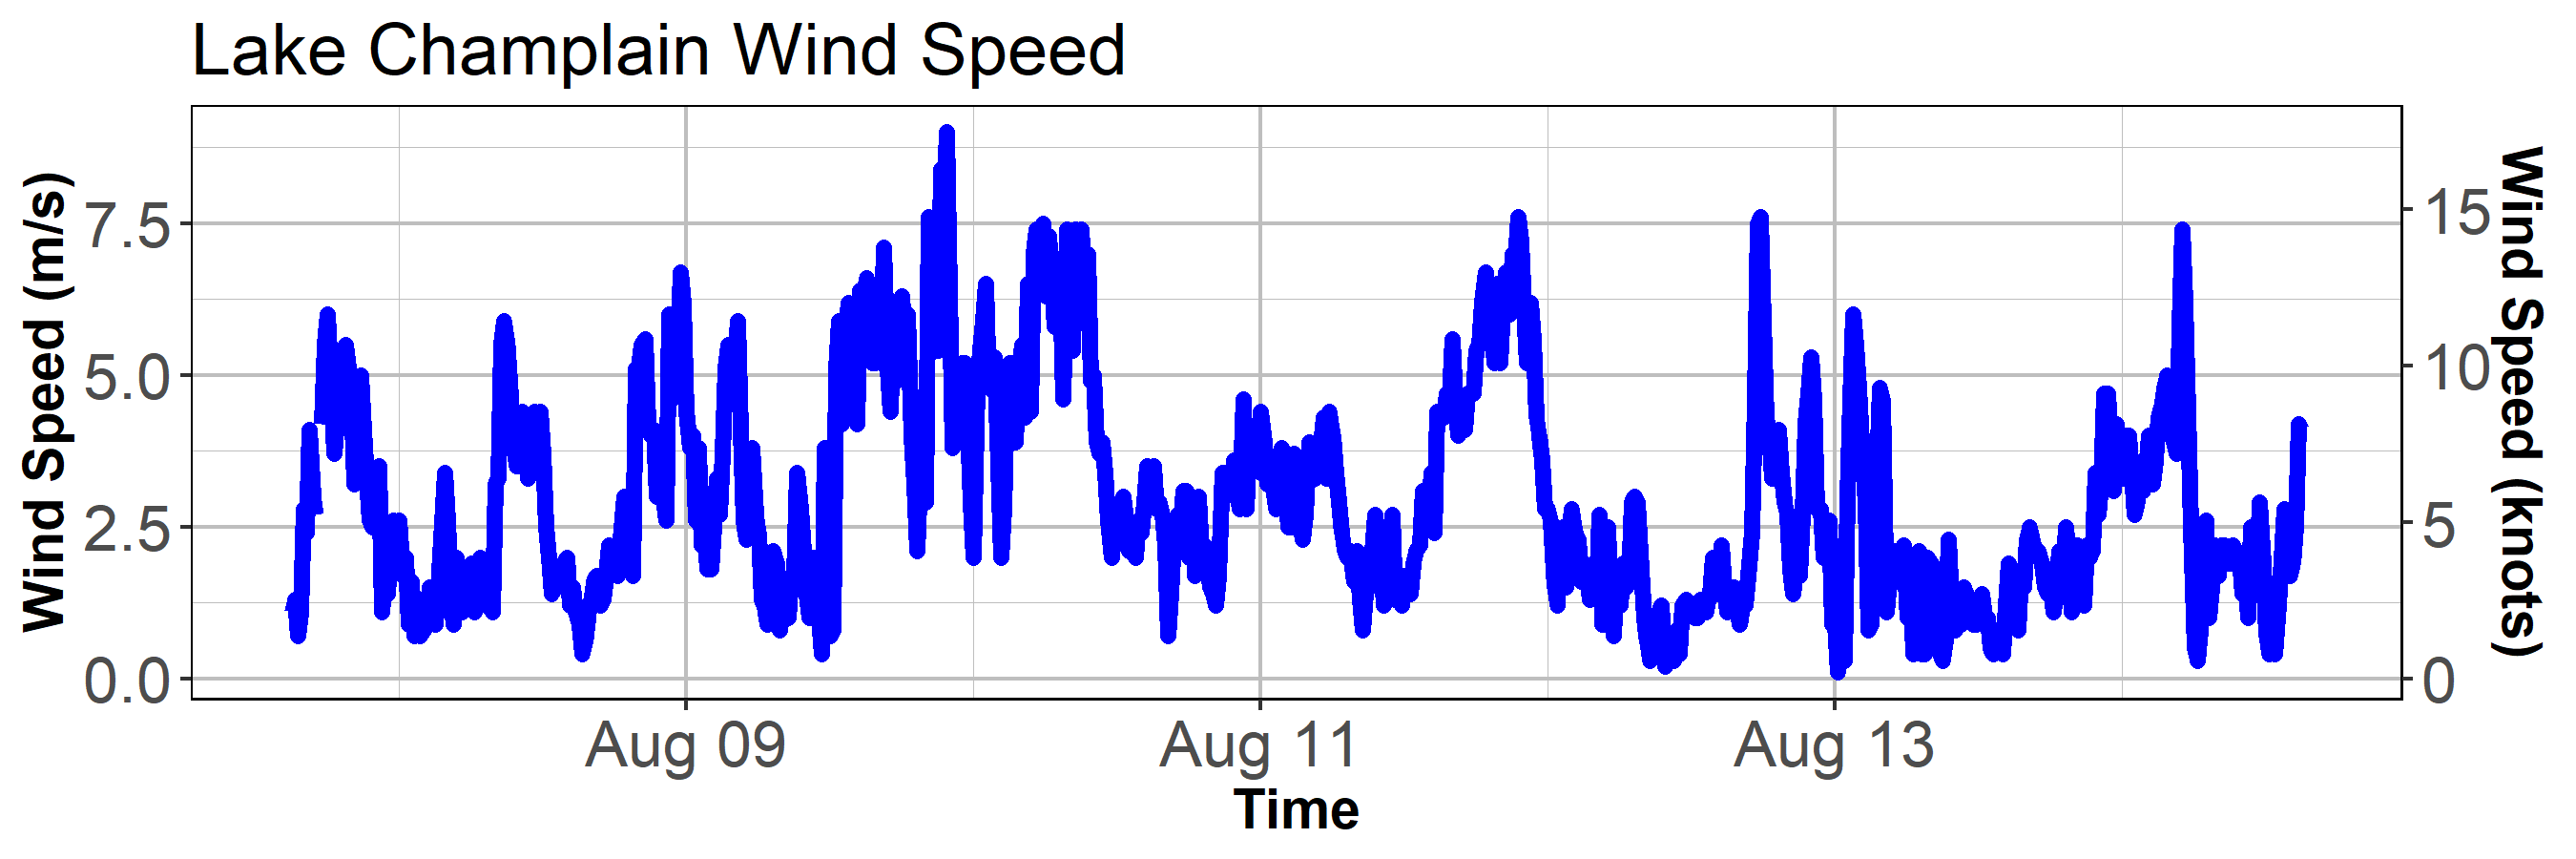 Lake Champlain Wind Speed
Wind Speed (m/s)
7.5
5.0
2.5
0.0
15
10
5
0
Wind Speed (knots)
Aug 09
Aug 11
Aug 13
Time